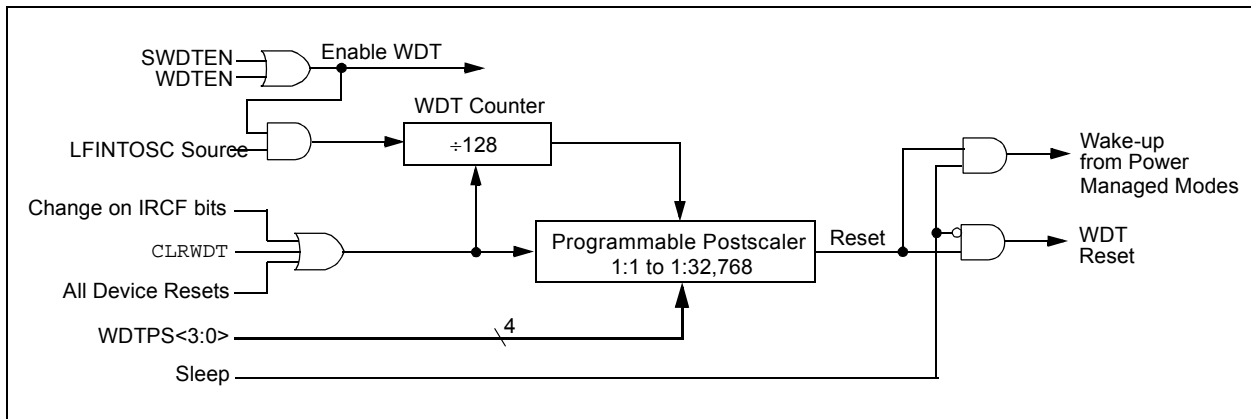 SWDTEN
WDTEN
Enable WDT
WDT Counter
LFINTOSC Source
÷128
Wake-up
from Power
Managed Modes
Change on IRCF bits
CLRWDT
All Device Resets
Programmable Postscaler
1:1 to 1:32,768
Reset
WDT
Reset
WDTPS<3:0>
4
Sleep